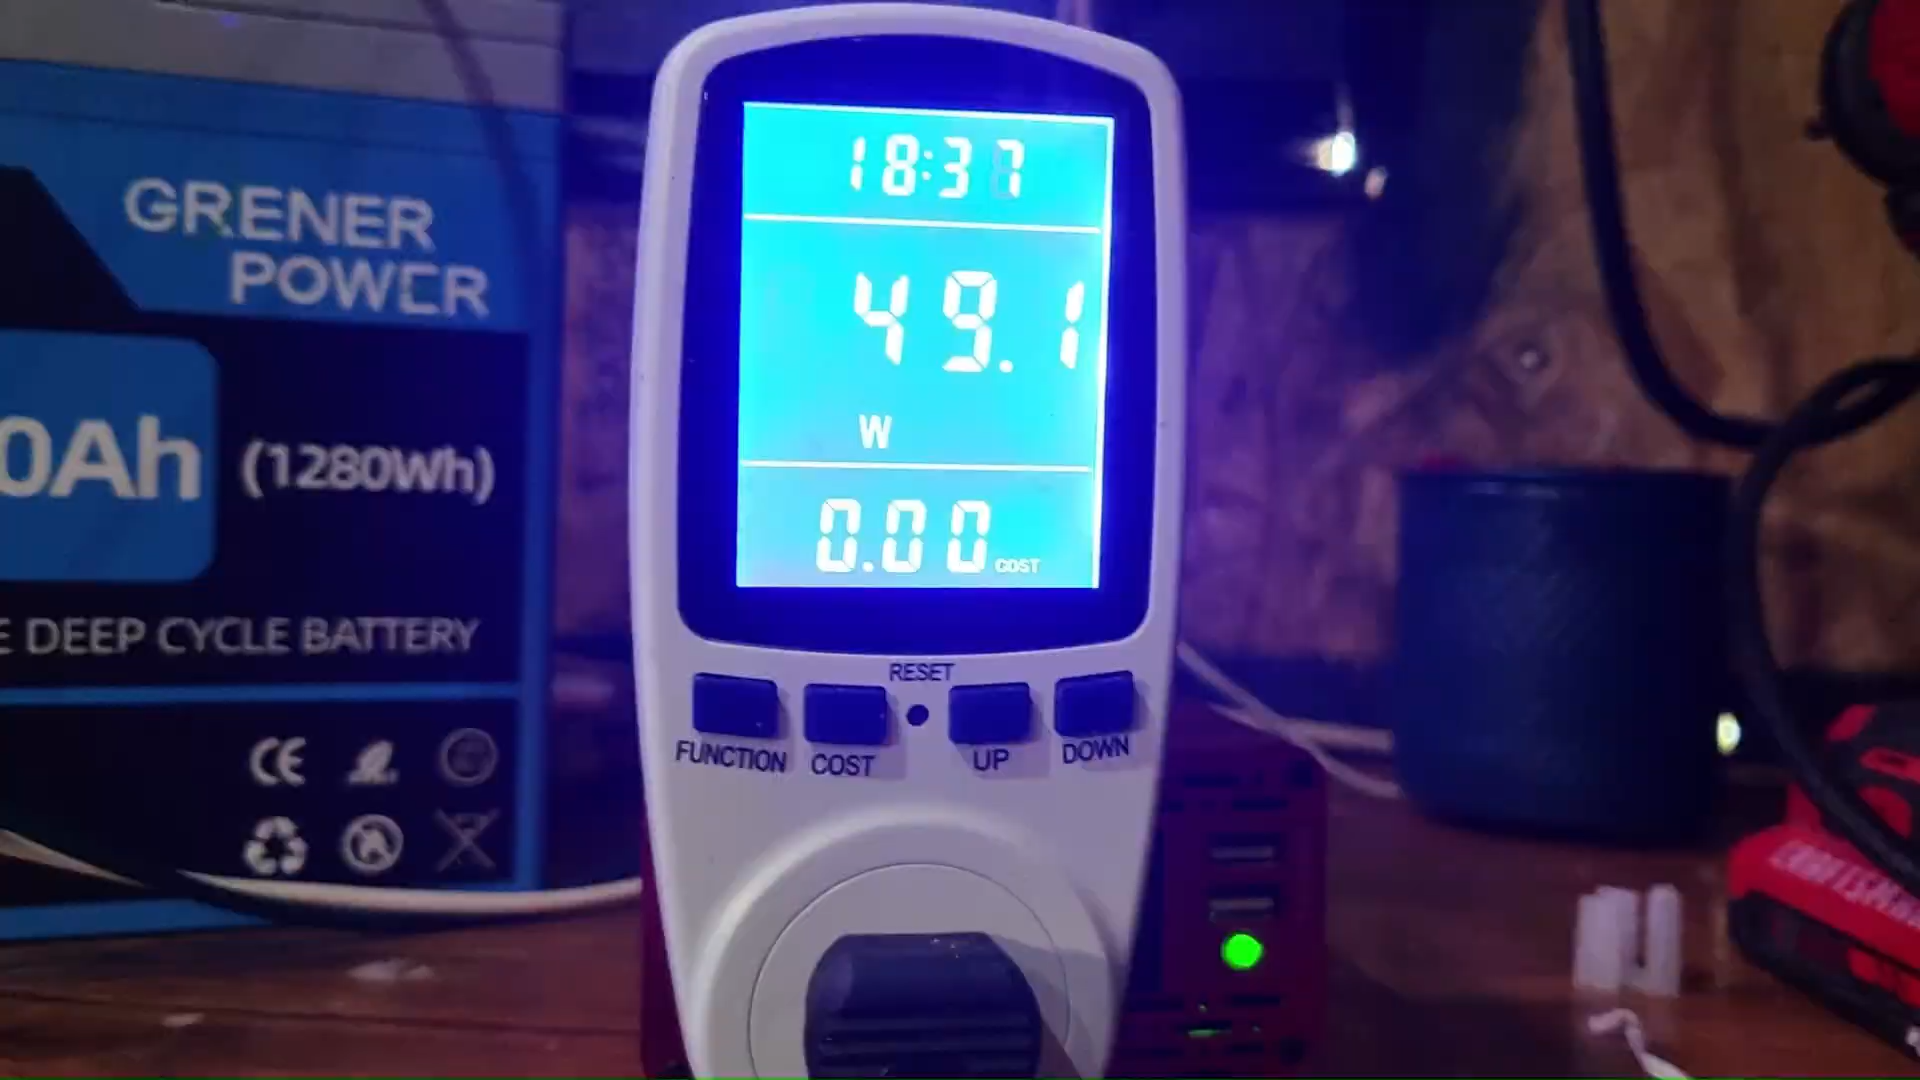 GRENER
POWER
0Ah (1280Wh)
E DEEP CYCLE BATTERY
CE
18:37
49.1
W
0.00 COST
RESET
FUNCTION COST UP DOWN